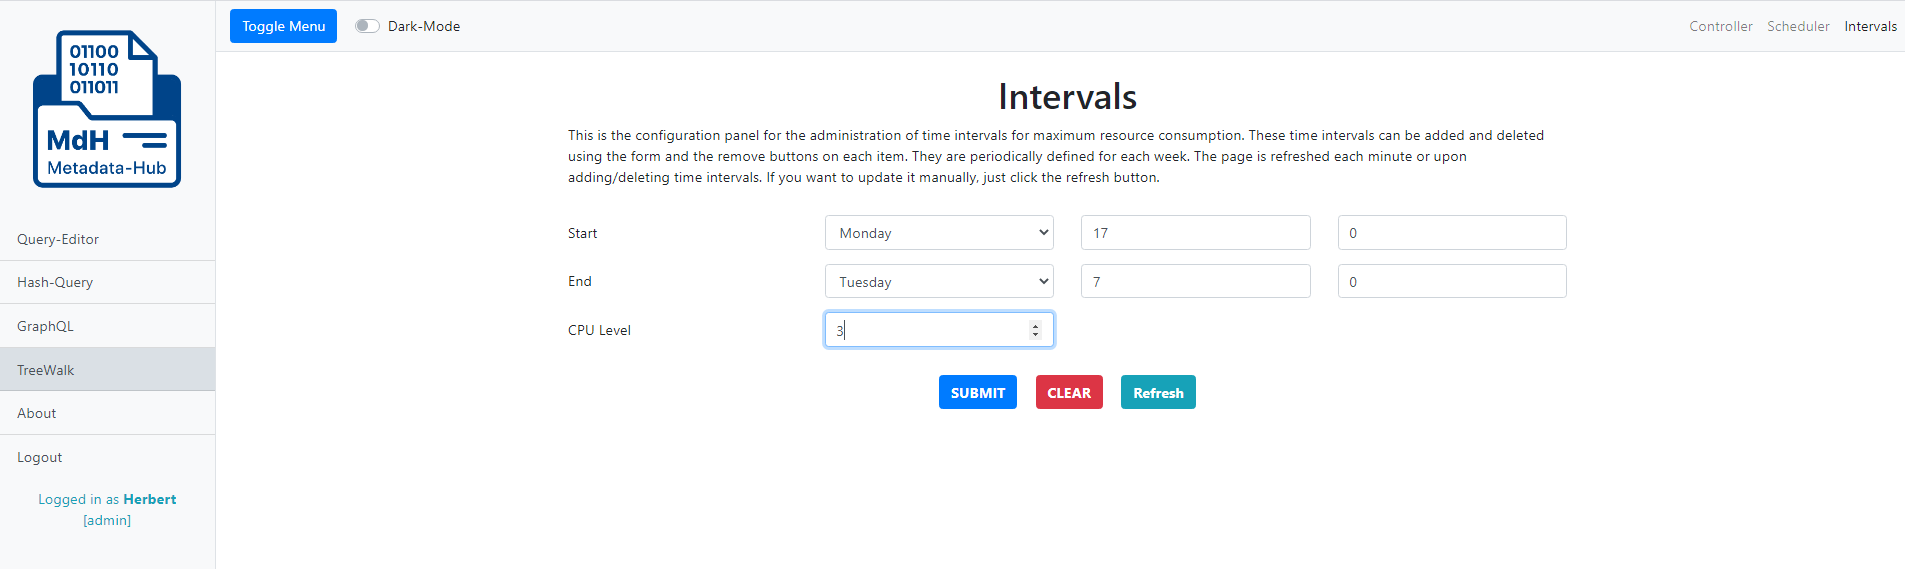 01100
10110
011011
MdH
Metadata-Hub
Query-Editor
Hash-Query
GraphQL
TreeWalk
About
Logout
Logged in as Herbert
[admin]
Toggle Menu Dark-Mode Controller Scheduler Intervals
Intervals
This is the configuration panel for the administration of time intervals for maximum resource consumption. These time intervals can be added and deleted
using the form and the remove buttons on each item. They are periodically defined for each week. The page is refreshed each minute or upon
adding/deleting time intervals. If you want to update it manually, just click the refresh button.
Start Monday 17 0
End Tuesday 7 0
CPU Level 3
SUBMIT CLEAR Refresh